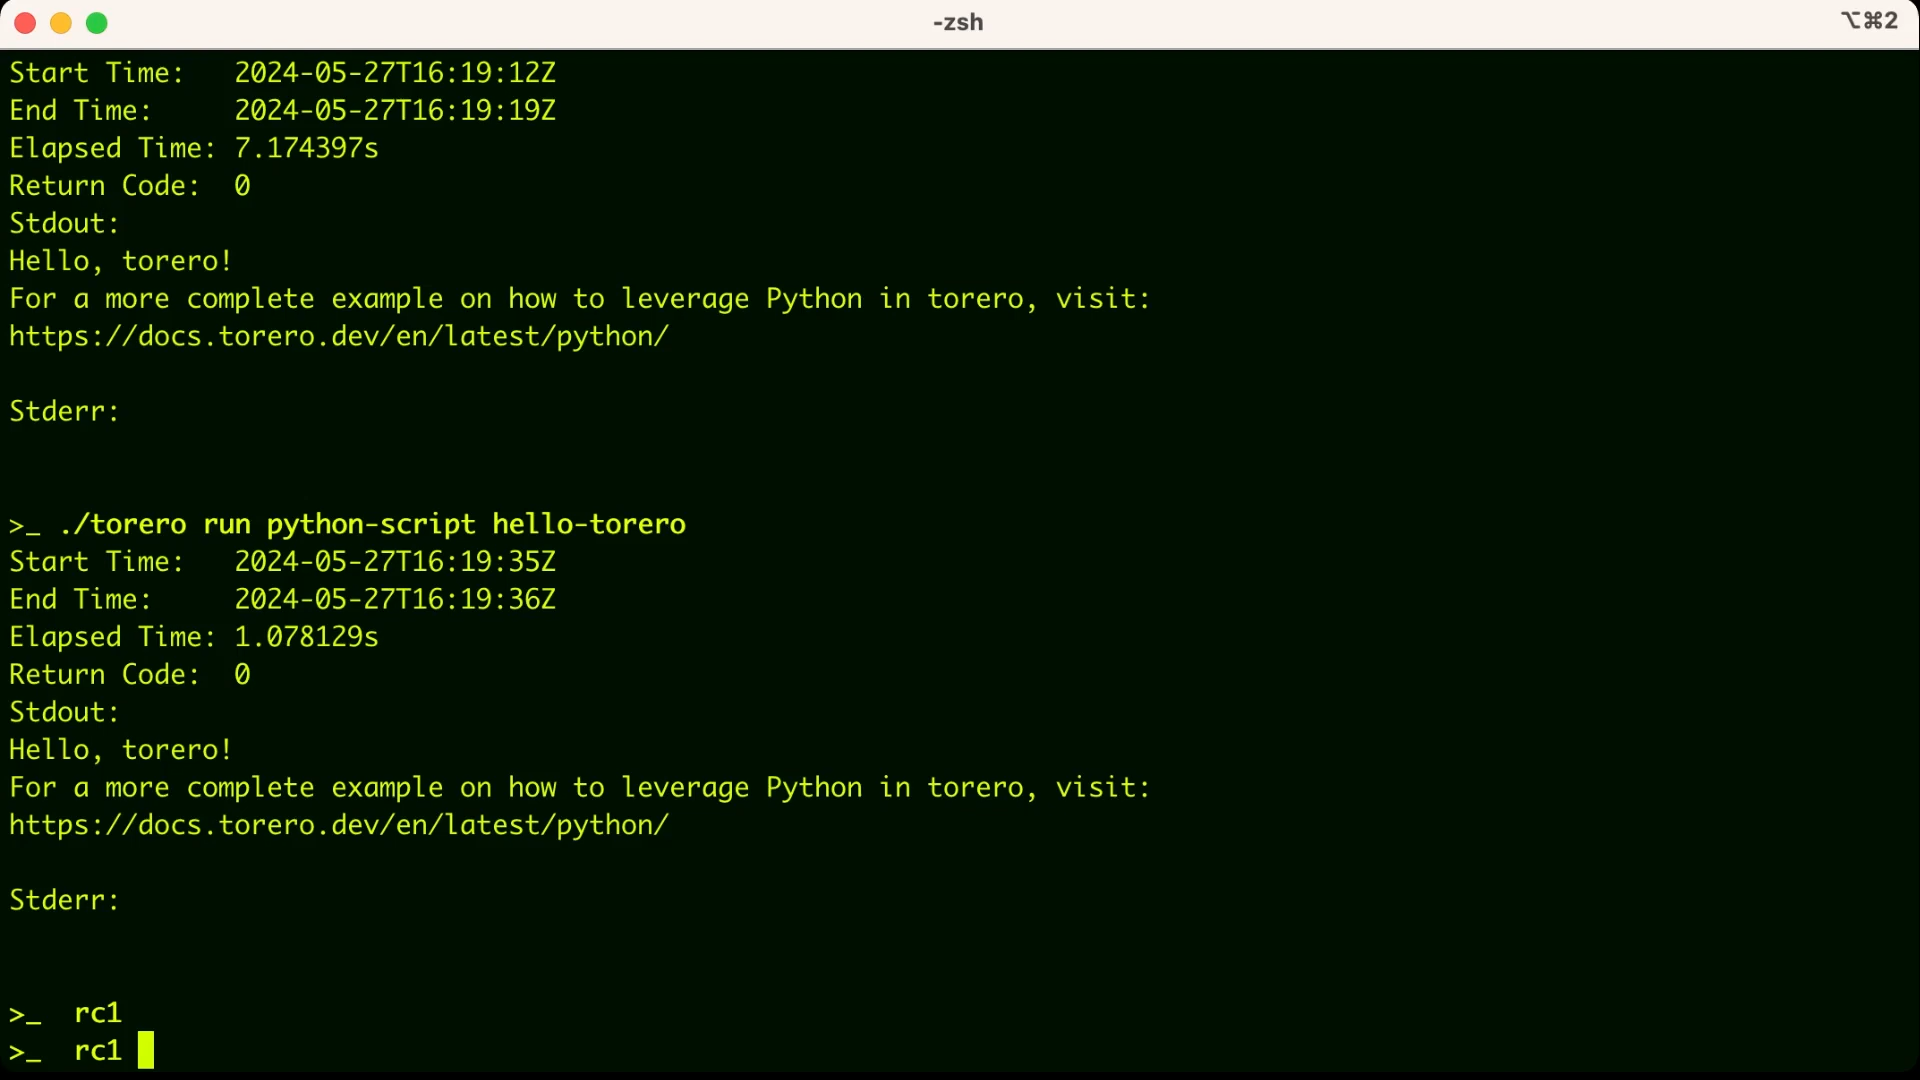 -zsh
⌥⌘2
Start Time:   2024-05-27T16:19:12Z
End Time:     2024-05-27T16:19:19Z
Elapsed Time: 7.174397s
Return Code:  0
Stdout:
Hello, torero!
For a more complete example on how to leverage Python in torero, visit:
https://docs.torero.dev/en/latest/python/
Stderr:
>_ ./torero run python-script hello-torero
Start Time:   2024-05-27T16:19:35Z
End Time:     2024-05-27T16:19:36Z
Elapsed Time: 1.078129s
Return Code:  0
Stdout:
Hello, torero!
For a more complete example on how to leverage Python in torero, visit:
https://docs.torero.dev/en/latest/python/
Stderr:
>_  rc1
>_  rc1